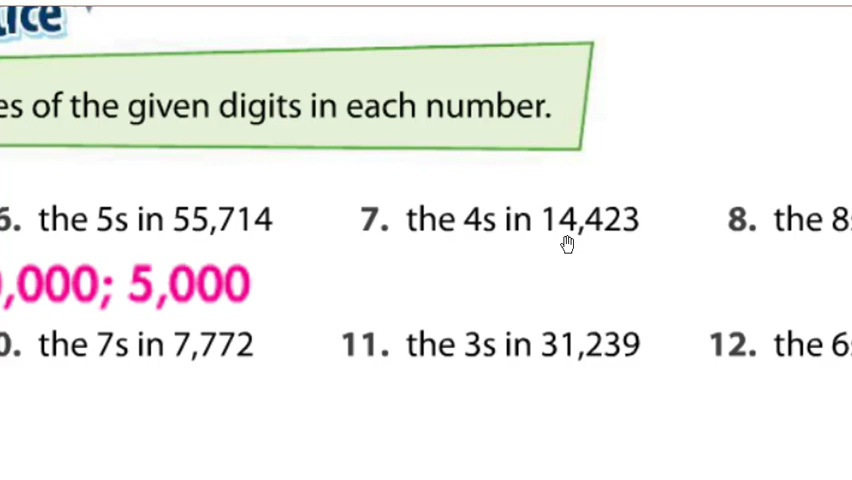 es of the given digits in each number.
6. the 5s in 55,714 7. the 4s in 14,423 8. the 8
,000; 5,000
0. the 7s in 7,772 11. the 3s in 31,239 12. the 6